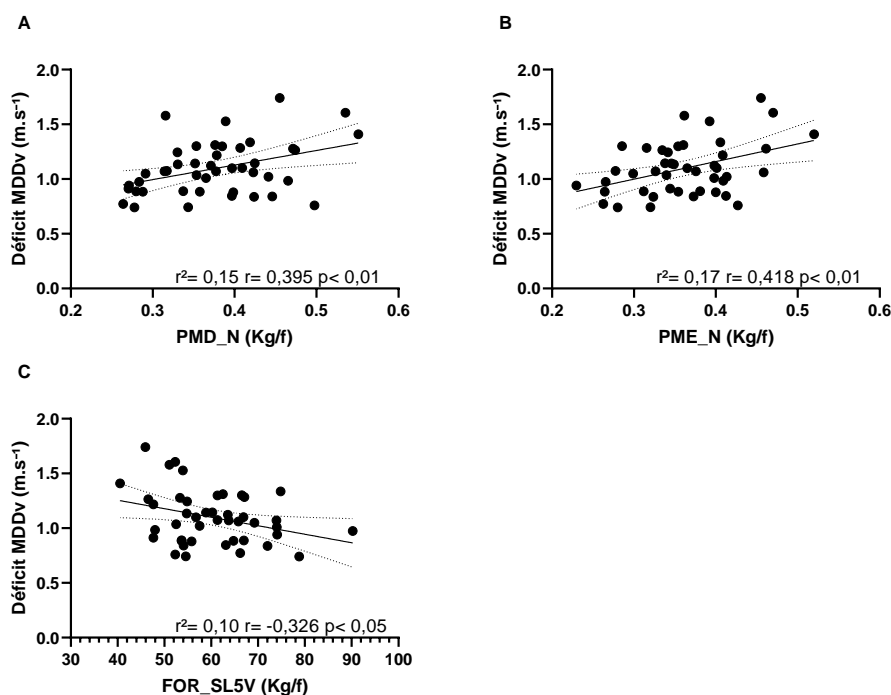 A
Déficit MDDv (m.s⁻¹)
2.0
1.5
1.0
0.5
0.0
r²= 0,15 r= 0,395 p< 0,01
0.2 0.3 0.4 0.5 0.6
PMD_N (Kg/f)
B
Déficit MDDv (m.s⁻¹)
2.0
1.5
1.0
0.5
0.0
r²= 0,17 r= 0,418 p< 0,01
0.2 0.3 0.4 0.5 0.6
PME_N (Kg/f)
C
Déficit MDDv (m.s⁻¹)
2.0
1.5
1.0
0.5
0.0
r²= 0,10 r= -0,326 p< 0,05
30 40 50 60 70 80 90 100
FOR_SL5V (Kg/f)